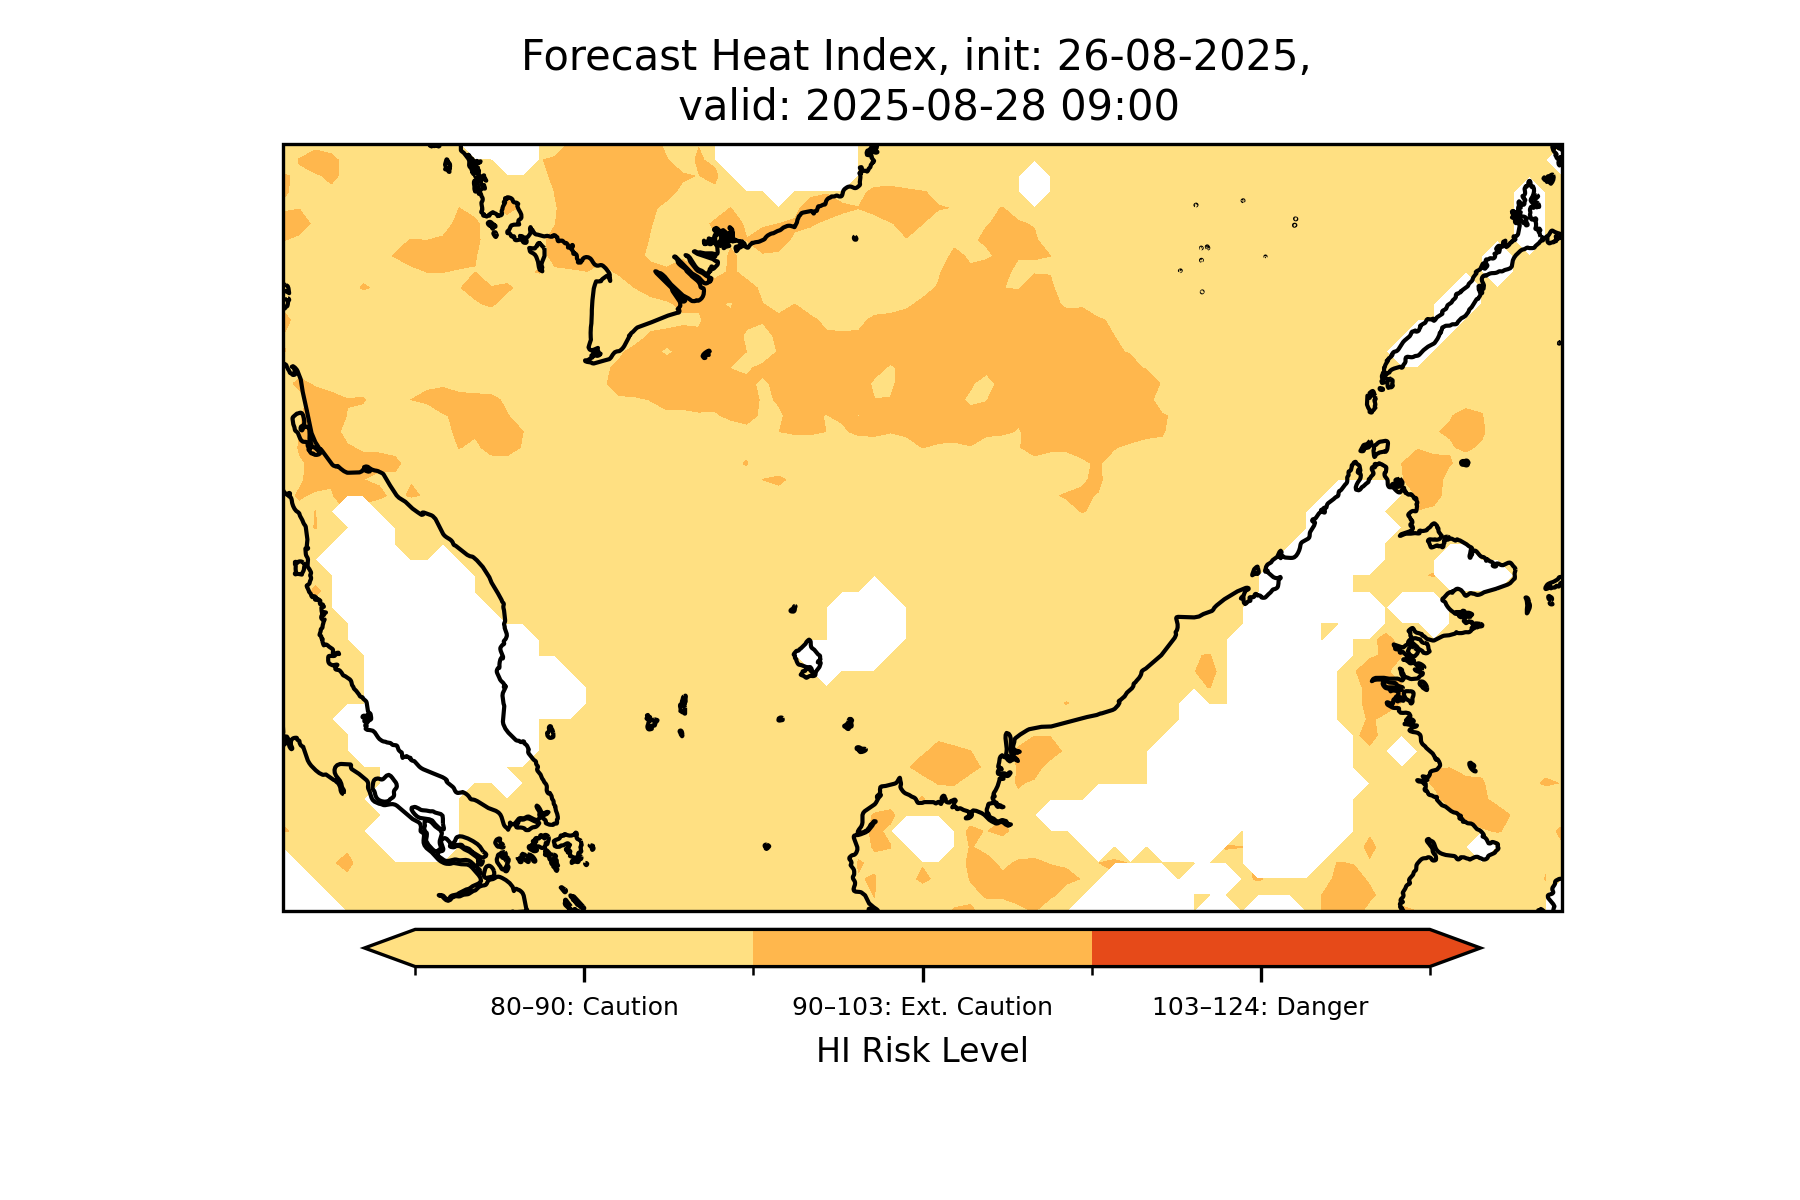 Forecast Heat Index, init: 26-08-2025,
valid: 2025-08-28 09:00
80–90: Caution
90–103: Ext. Caution
103–124: Danger
HI Risk Level